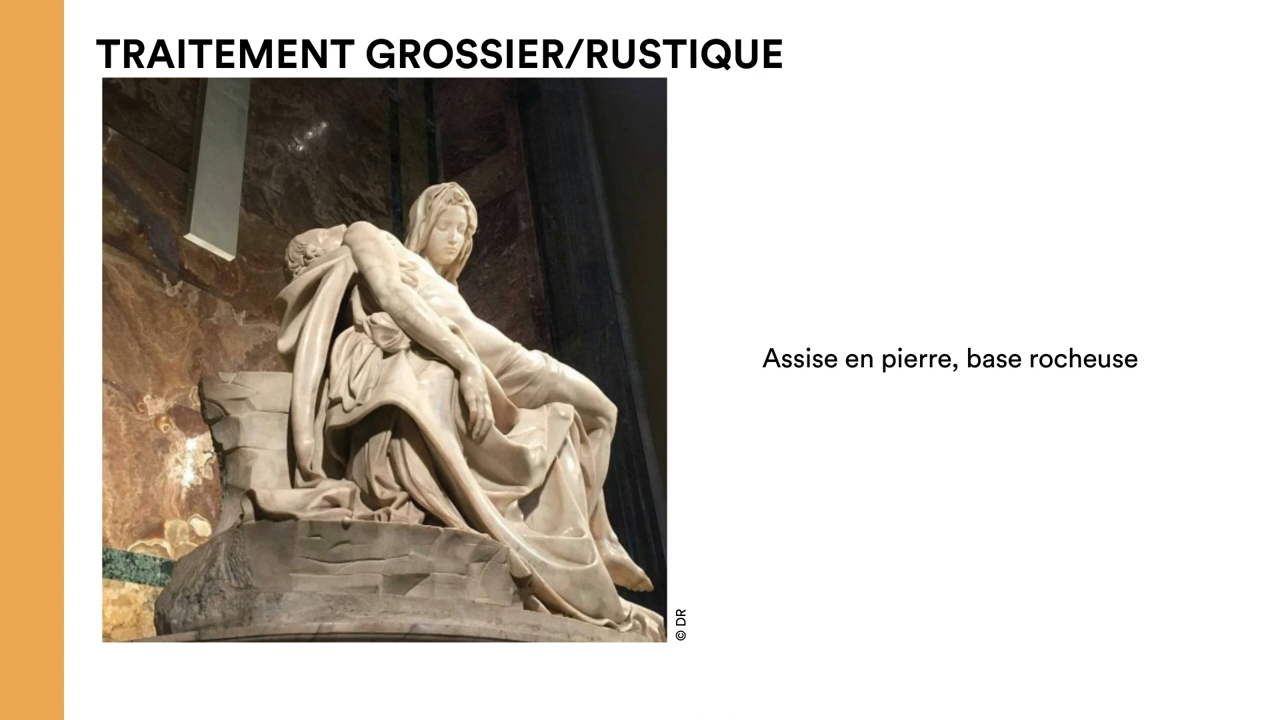 TRAITEMENT GROSSIER/RUSTIQUE
Assise en pierre, base rocheuse
© DR